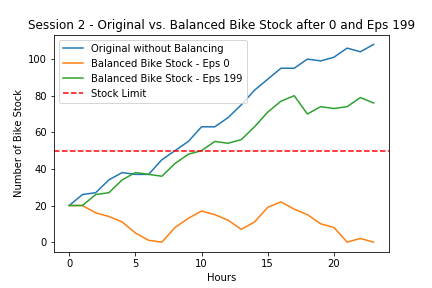 Session 2 - Original vs. Balanced Bike Stock after 0 and Eps 199
Original without Balancing
Balanced Bike Stock - Eps 0
Balanced Bike Stock - Eps 199
Stock Limit
Number of Bike Stock
100
80
60
40
20
0
0
5
10
15
20
Hours